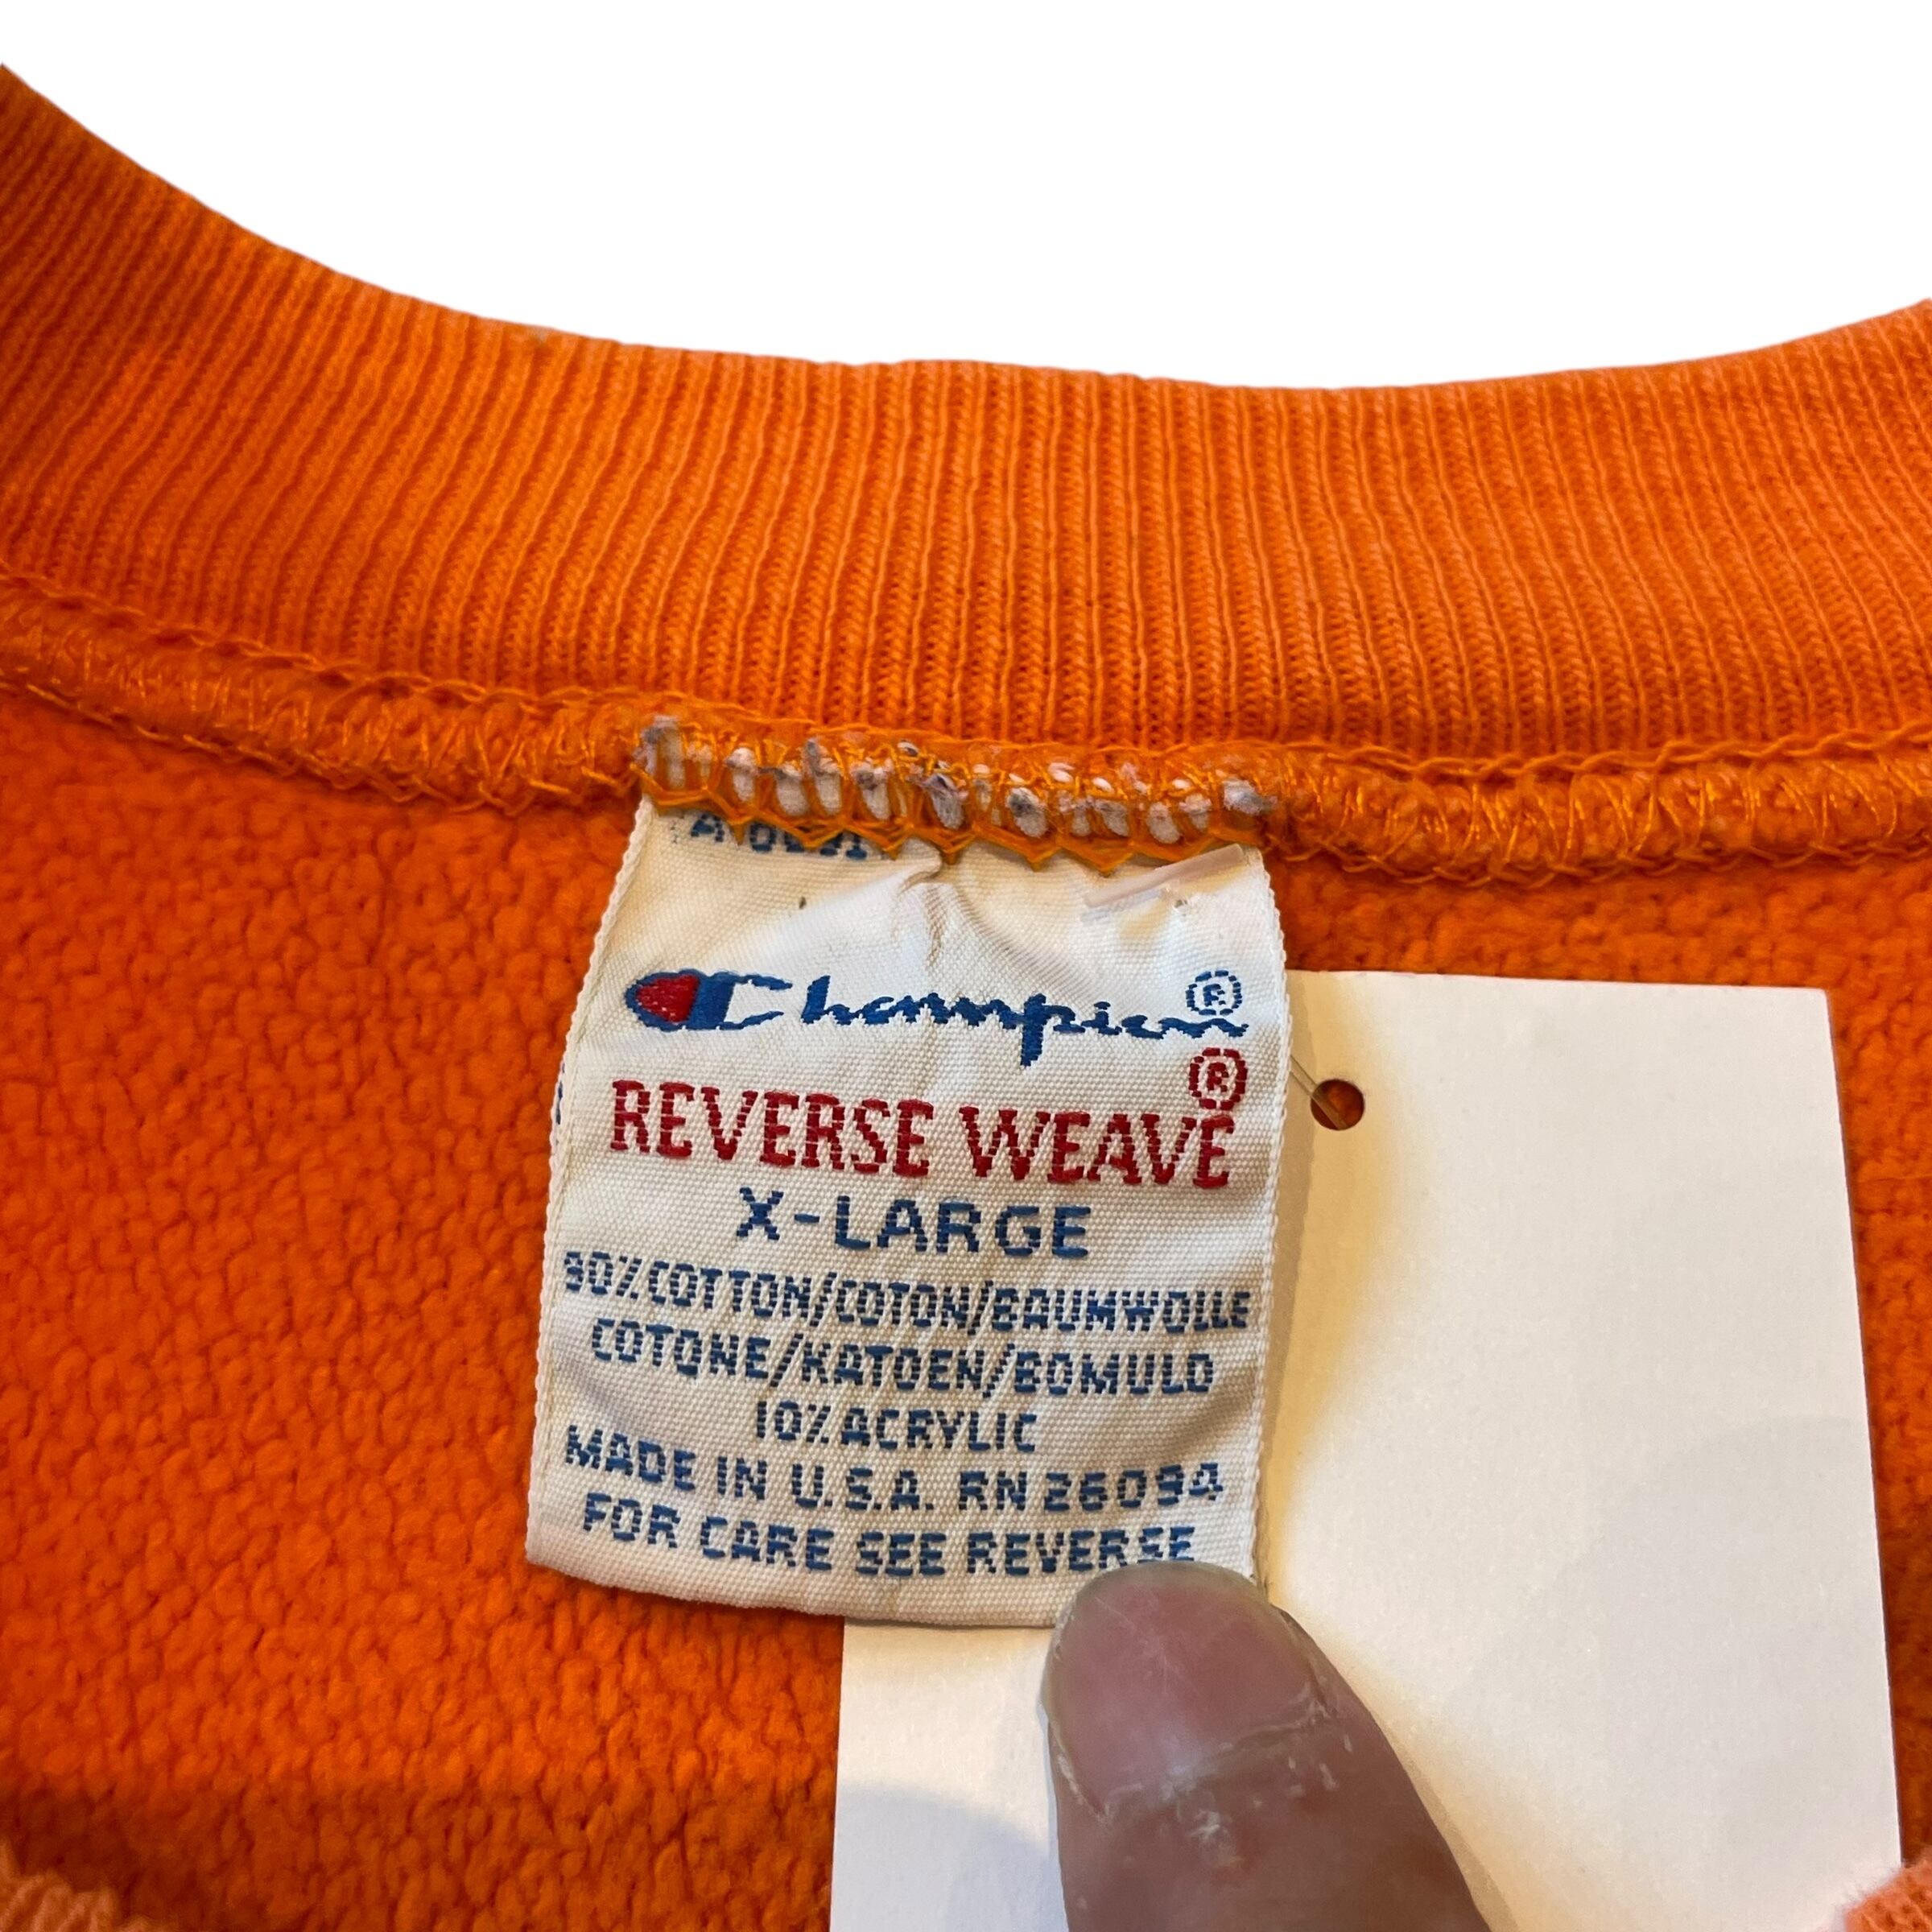 Champion®
REVERSE WEAVE®
X-LARGE
90% COTTON/COTON/BAUMWOLLE
COTONE/KATOEN/BOMULD
10% ACRYLIC
MADE IN U.S.A. RN 26094
FOR CARE SEE REVERSE